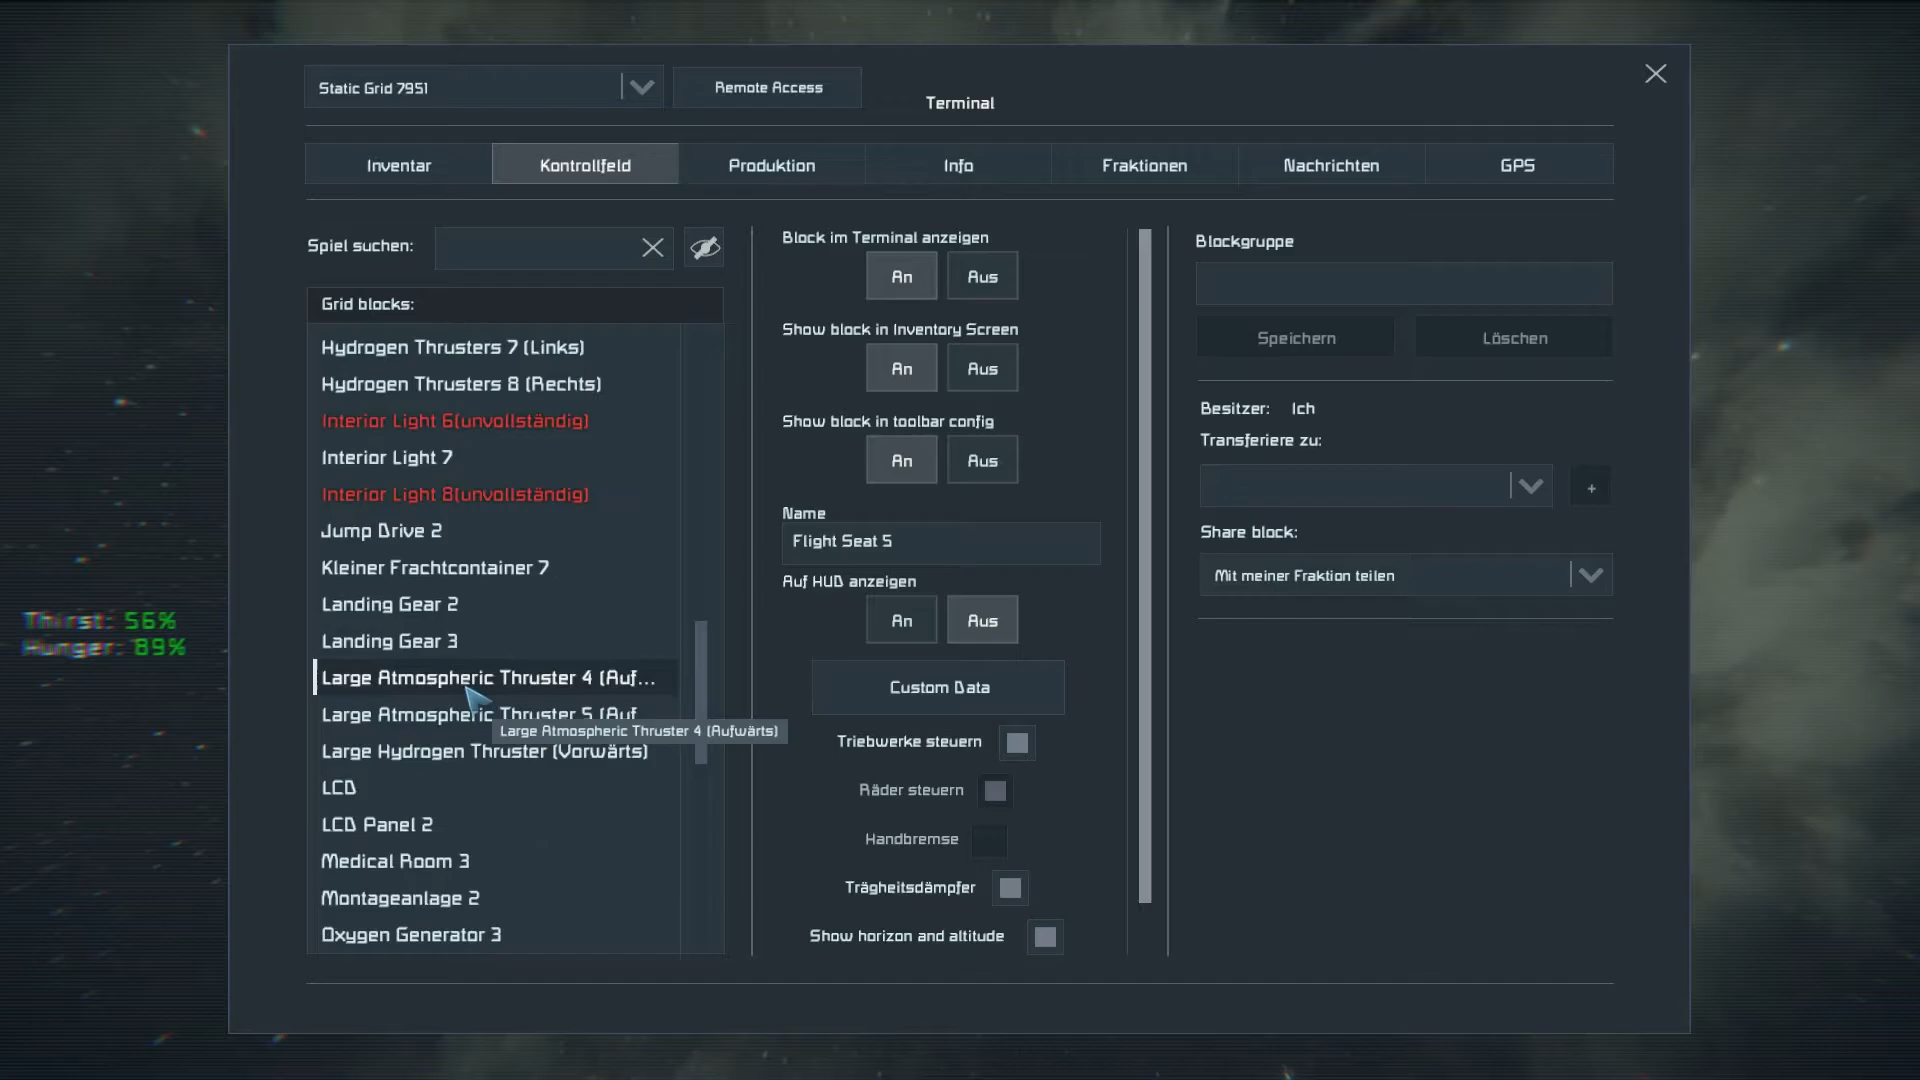 Static Grid 7951
Remote Access
Terminal
Inventar
Kontrollfeld
Produktion
Info
Fraktionen
Nachrichten
GPS
Spiel suchen:
Grid blocks:
Hydrogen Thrusters 7 (Links)
Hydrogen Thrusters 8 (Rechts)
Interior Light 6(unvollständig)
Interior Light 7
Interior Light 8(unvollständig)
Jump Drive 2
Kleiner Frachtcontainer 7
Landing Gear 2
Landing Gear 3
Large Atmospheric Thruster 4 (Auf...
Large Atmospheric Thruster 5 (Auf
Large Atmospheric Thruster 4 (Aufwärts)
Large Hydrogen Thruster (Vorwärts)
LCD
LCD Panel 2
Medical Room 3
Montageanlage 2
Oxygen Generator 3
Block im Terminal anzeigen
An Aus
Show block in Inventory Screen
An Aus
Show block in toolbar config
An Aus
Name
Flight Seat 5
Auf HUD anzeigen
An Aus
Custom Data
Triebwerke steuern
Räder steuern
Handbremse
Trägheitsdämpfer
Show horizon and altitude
Blockgruppe
Speichern Löschen
Besitzer: Ich
Transferiere zu:
+
Share block:
Mit meiner Fraktion teilen
Thirst: 56%
Hunger: 89%